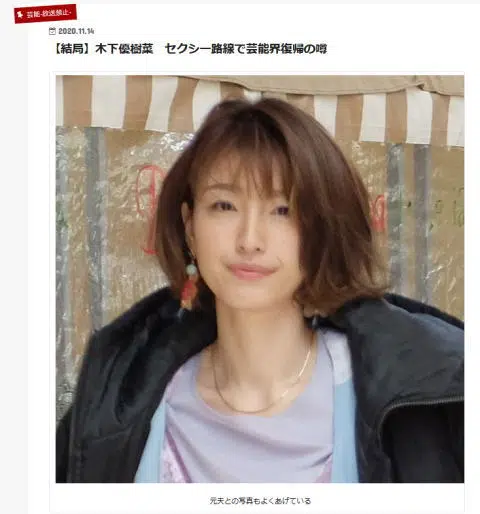 芸能-放送禁止-
2020.11.14
【結局】木下優樹菜　セクシー路線で芸能界復帰の噂
元夫との写真もよくあげている